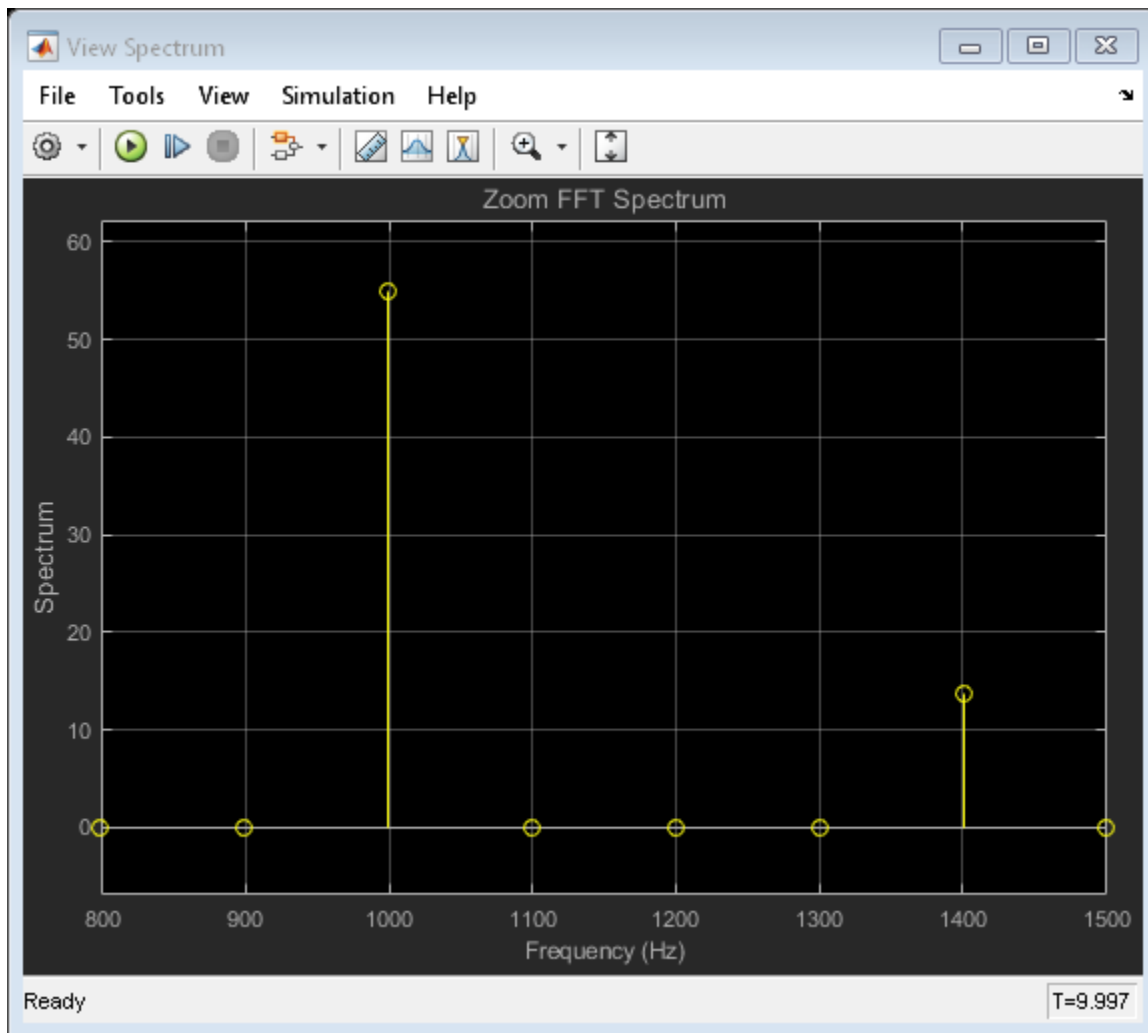 View Spectrum
File Tools View Simulation Help
Zoom FFT Spectrum
60
50
40
30
20
10
0
Spectrum
800 900 1000 1100 1200 1300 1400 1500
Frequency (Hz)
Ready T=9.997